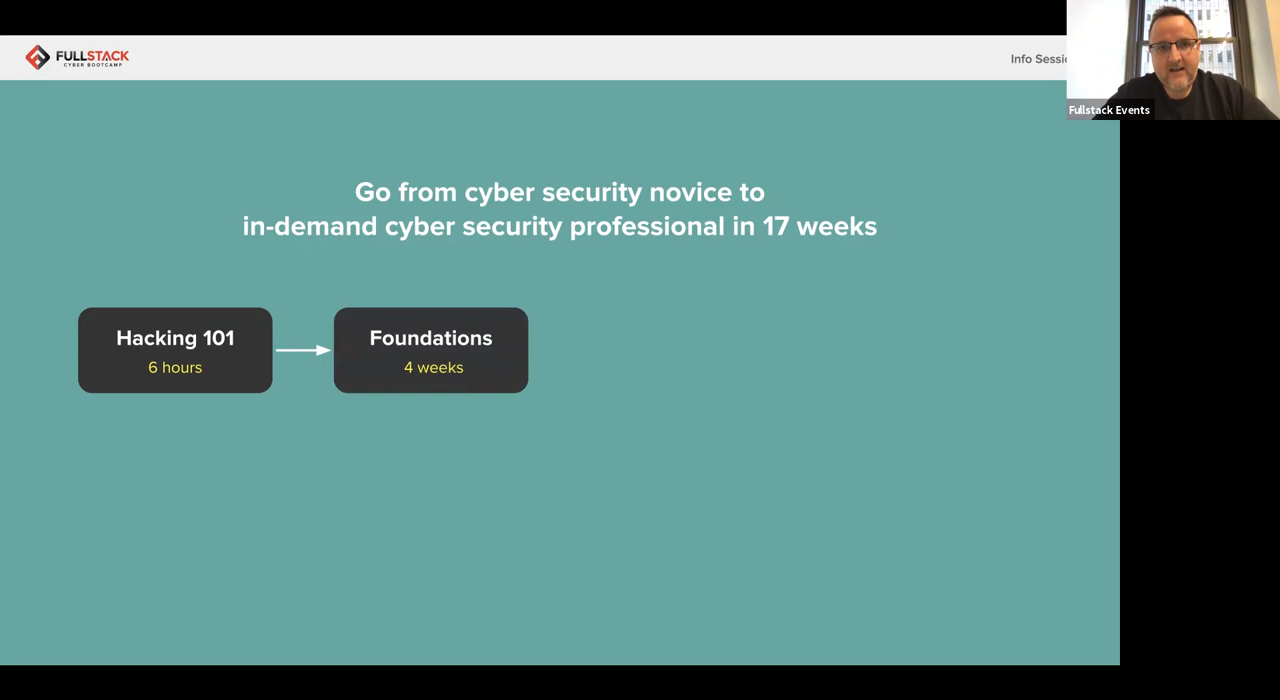 FULLSTACK
CYBER BOOTCAMP
Info
Fullstack Events
Go from cyber security novice to
in-demand cyber security professional in 17 weeks
Hacking 101
6 hours
Foundations
4 weeks